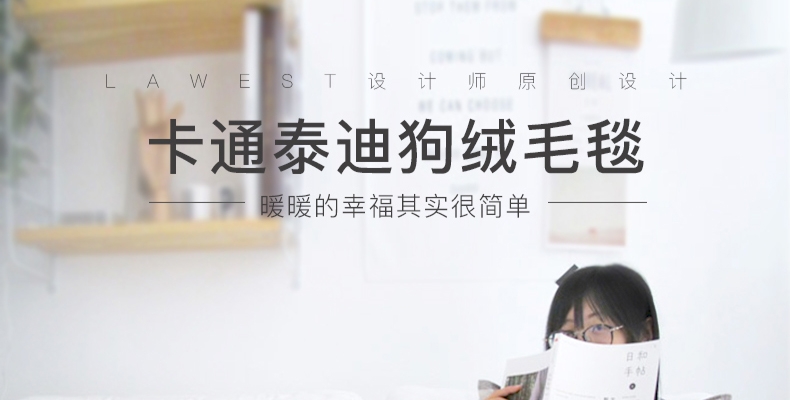 STOP THEM FROM
COMING OUT
WE CAN CHOOSE
LAWEST设计师原创设计
卡通泰迪狗绒毛毯
暖暖的幸福其实很简单
日和
手帖